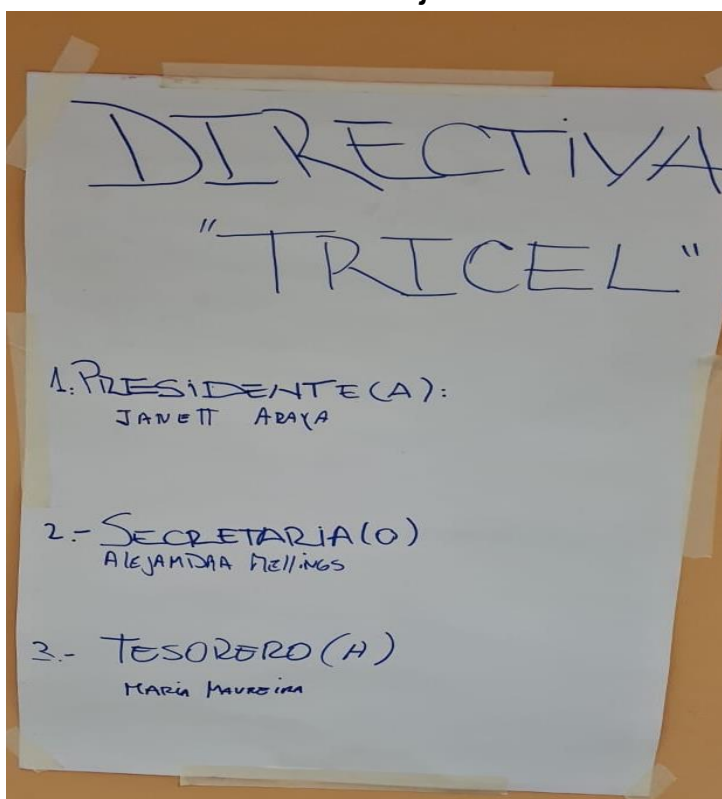 DIRECTIVA
"TRICEL"
1. PRESIDENTE(A):
JANETT ARAYA
2.- SECRETARIA(O)
ALEJANDRA MELLINGS
3.- TESORERO(A)
MARÍA MAUREIRA